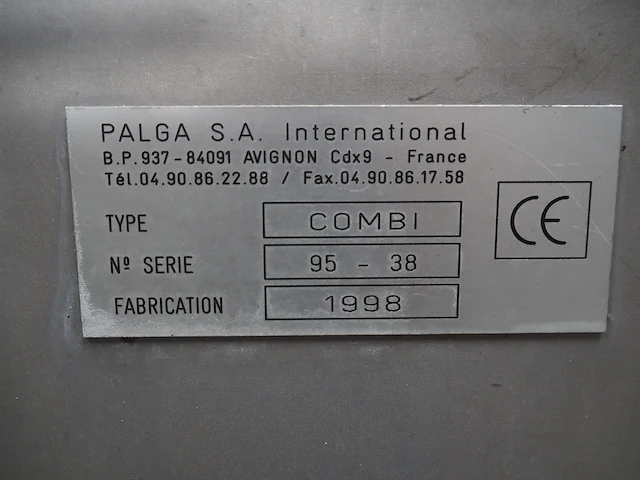 PALGA S.A. International
B.P. 937 - 84091 AVIGNON Cdx9 - France
Tél.04.90.86.22.88 / Fax.04.90.86.17.58
TYPE COMBI
Nº SERIE 95 - 38
FABRICATION 1998
CE